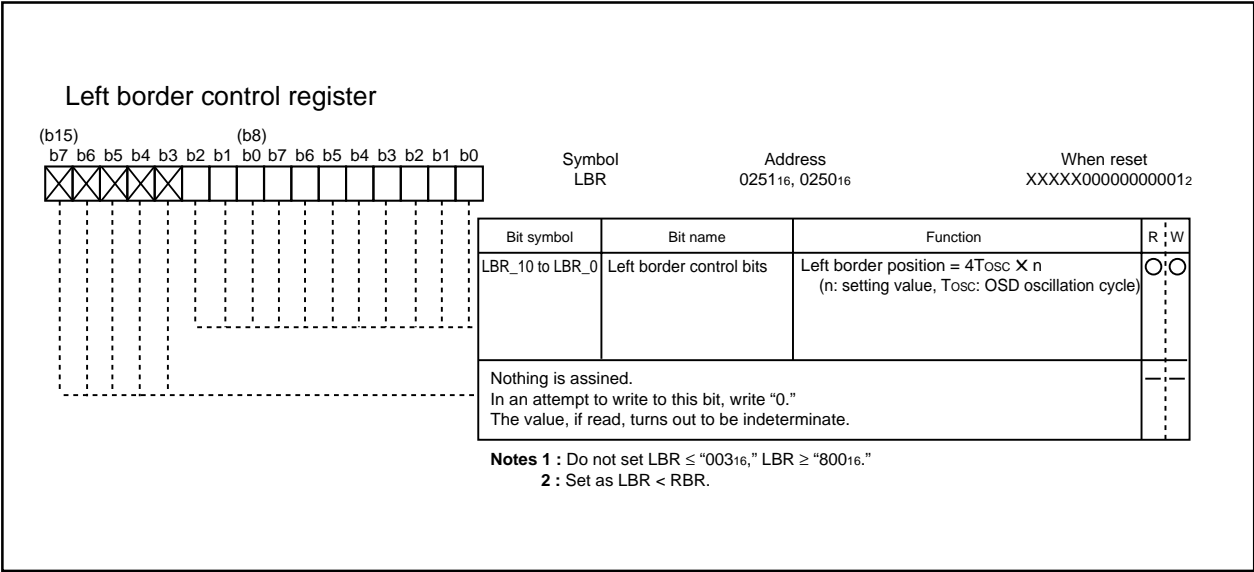 Left border control register
(b15) (b8)
b7 b6 b5 b4 b3 b2 b1 b0 b7 b6 b5 b4 b3 b2 b1 b0
Symbol Address When reset
LBR 025116, 025016 XXXXX000000000012
Bit symbol Bit name Function R W
LBR_10 to LBR_0 Left border control bits Left border position = 4TOSC X n
(n: setting value, TOSC: OSD oscillation cycle)
Nothing is assined.
In an attempt to write to this bit, write “0.”
The value, if read, turns out to be indeterminate.
Notes 1 : Do not set LBR ≤ “00316,” LBR ≥ “80016.”
2 : Set as LBR < RBR.